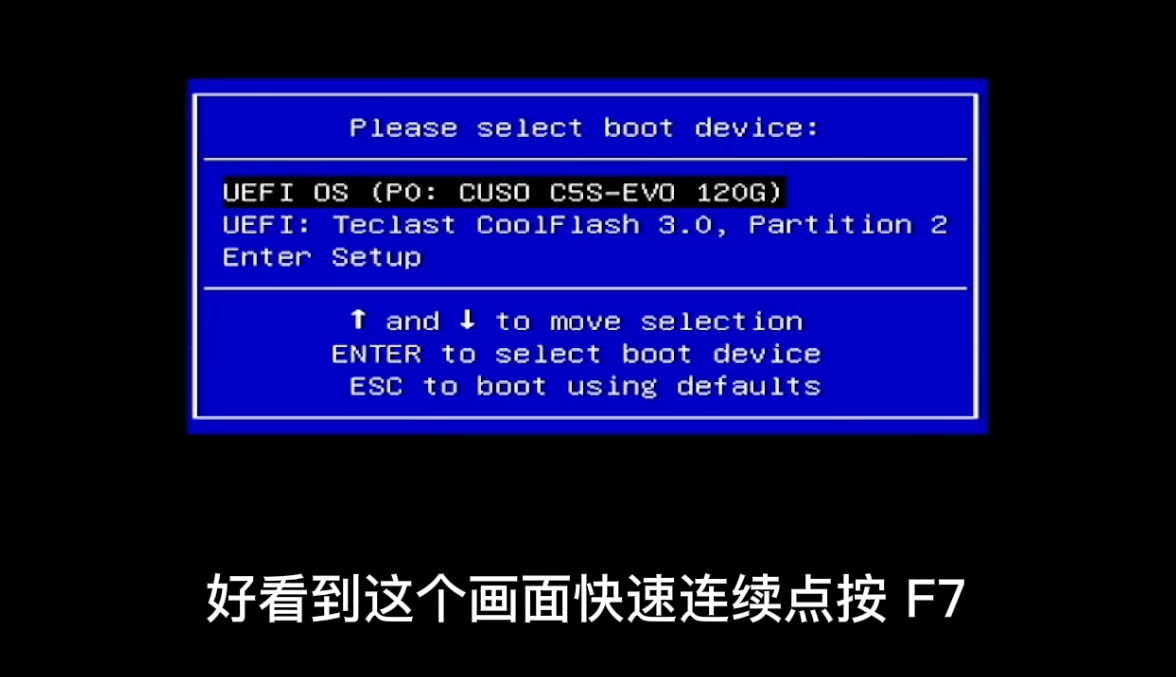 Please select boot device:
UEFI OS (P0: CUSO C5S-EVO 120G)
UEFI: Teclast CoolFlash 3.0, Partition 2
Enter Setup
↑ and ↓ to move selection
ENTER to select boot device
ESC to boot using defaults
好看到这个画面快速连续点按 F7